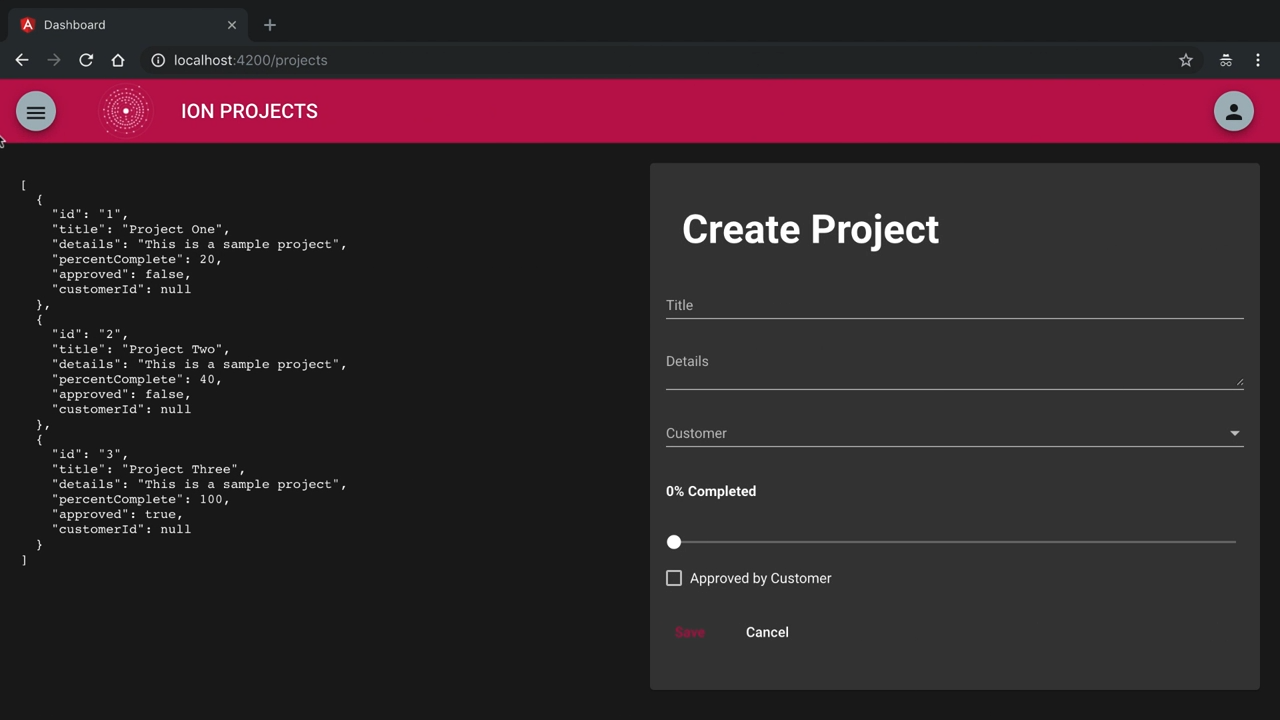 Dashboard
localhost:4200/projects
ION PROJECTS
[
  {
    "id": "1",
    "title": "Project One",
    "details": "This is a sample project",
    "percentComplete": 20,
    "approved": false,
    "customerId": null
  },
  {
    "id": "2",
    "title": "Project Two",
    "details": "This is a sample project",
    "percentComplete": 40,
    "approved": false,
    "customerId": null
  },
  {
    "id": "3",
    "title": "Project Three",
    "details": "This is a sample project",
    "percentComplete": 100,
    "approved": true,
    "customerId": null
  }
]
Create Project
Title
Details
Customer
0% Completed
Approved by Customer
Save Cancel